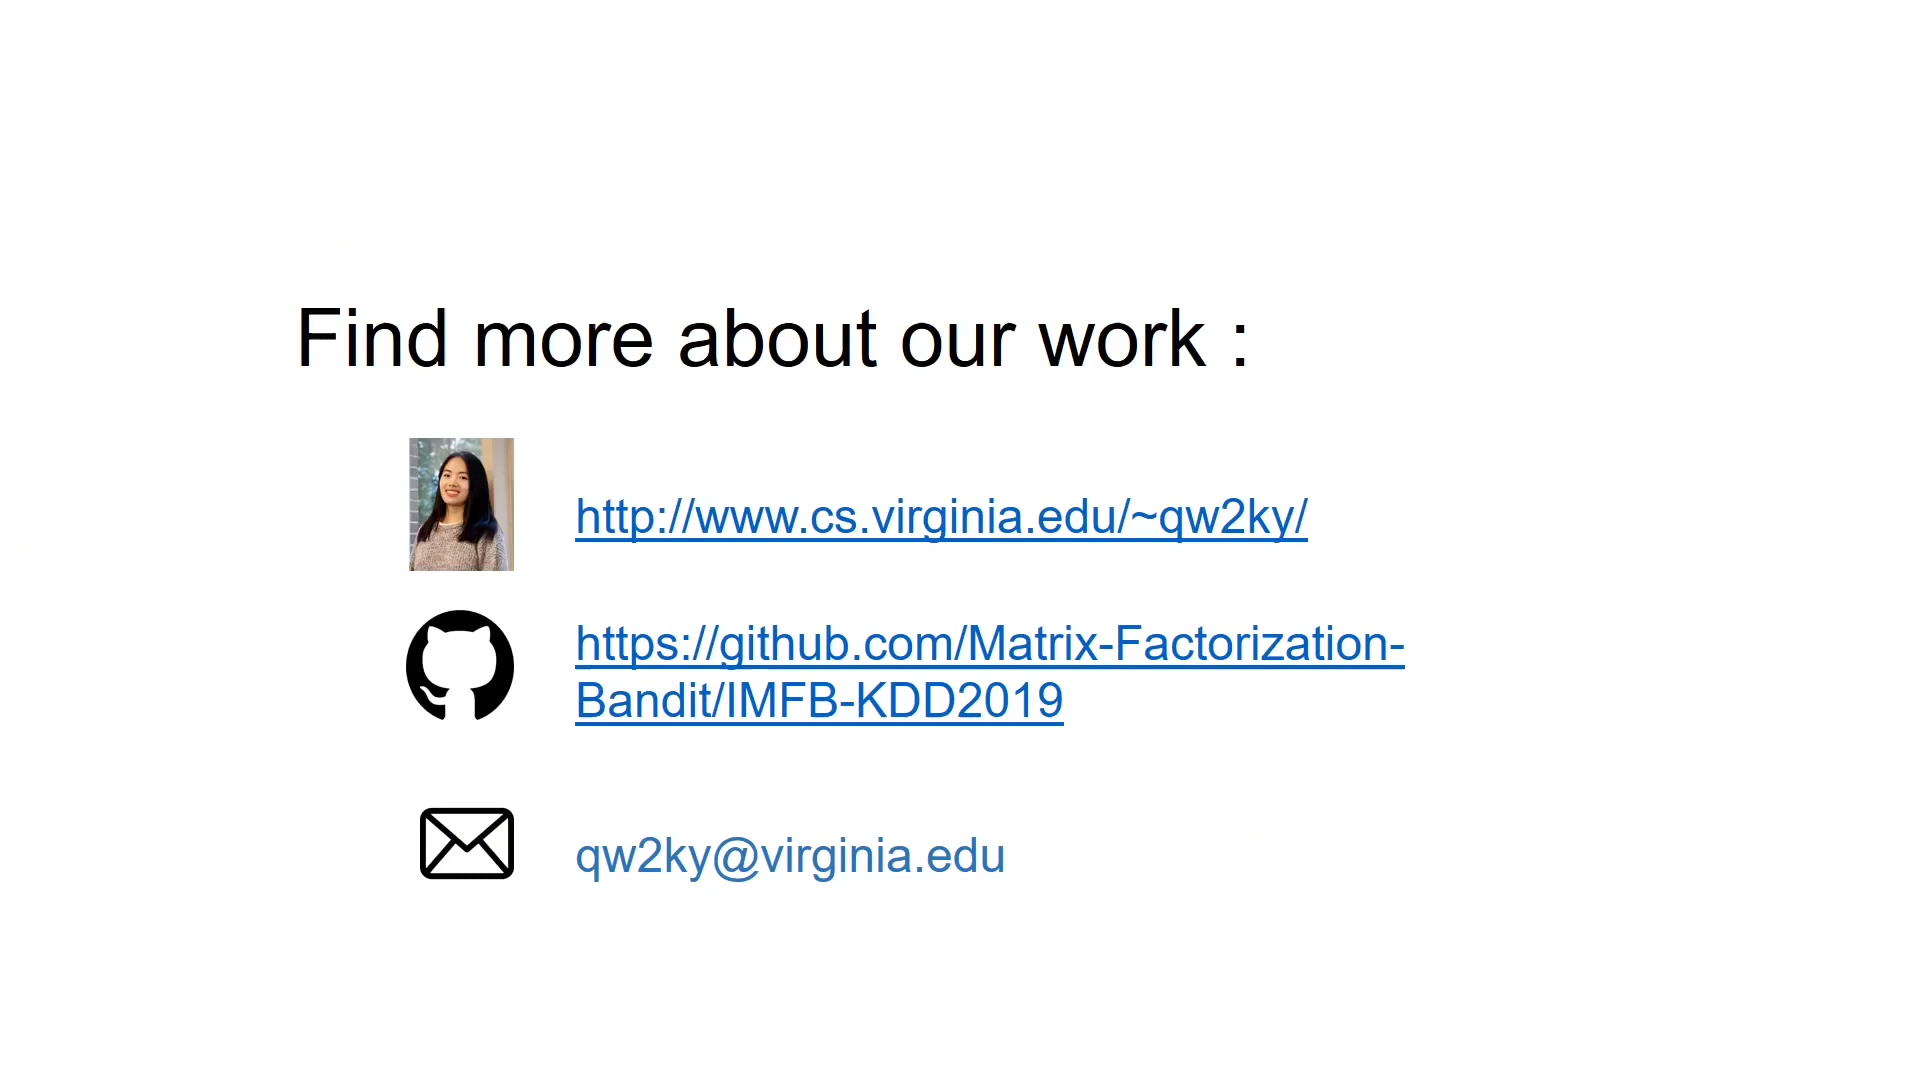 Find more about our work :
http://www.cs.virginia.edu/~qw2ky/
https://github.com/Matrix-Factorization-
Bandit/IMFB-KDD2019
qw2ky@virginia.edu